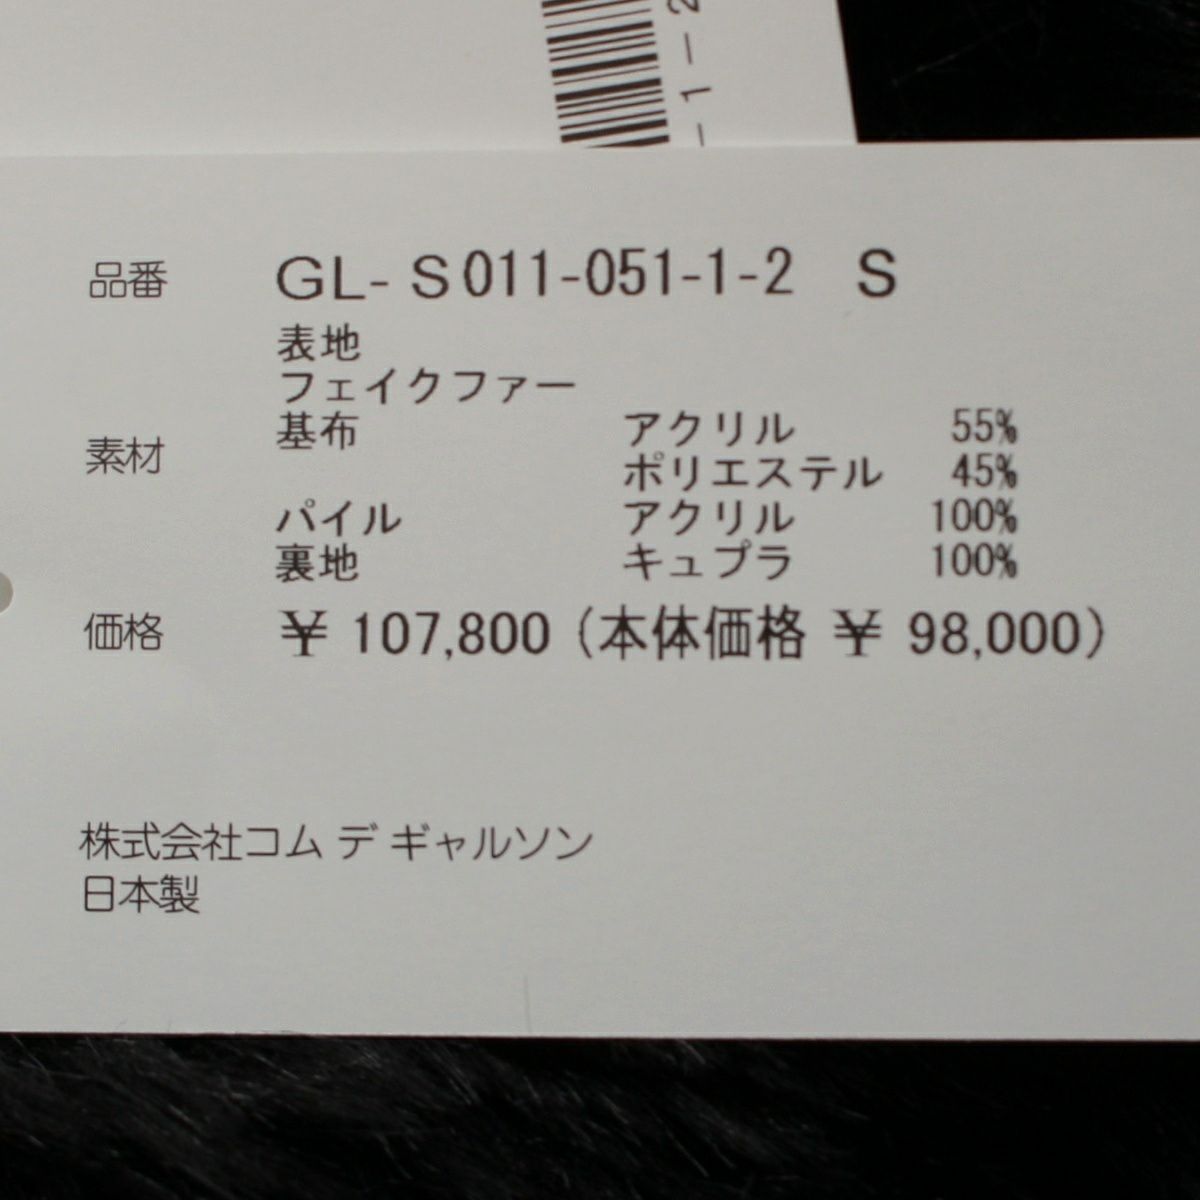 -1-2
品番 GL- S011-051-1-2 S
表地
フェイクファー
素材 基布 アクリル 55%
ポリエステル 45%
パイル アクリル 100%
裏地 キュプラ 100%
価格 ¥ 107,800 (本体価格 ¥ 98,000)
株式会社コム デ ギャルソン
日本製